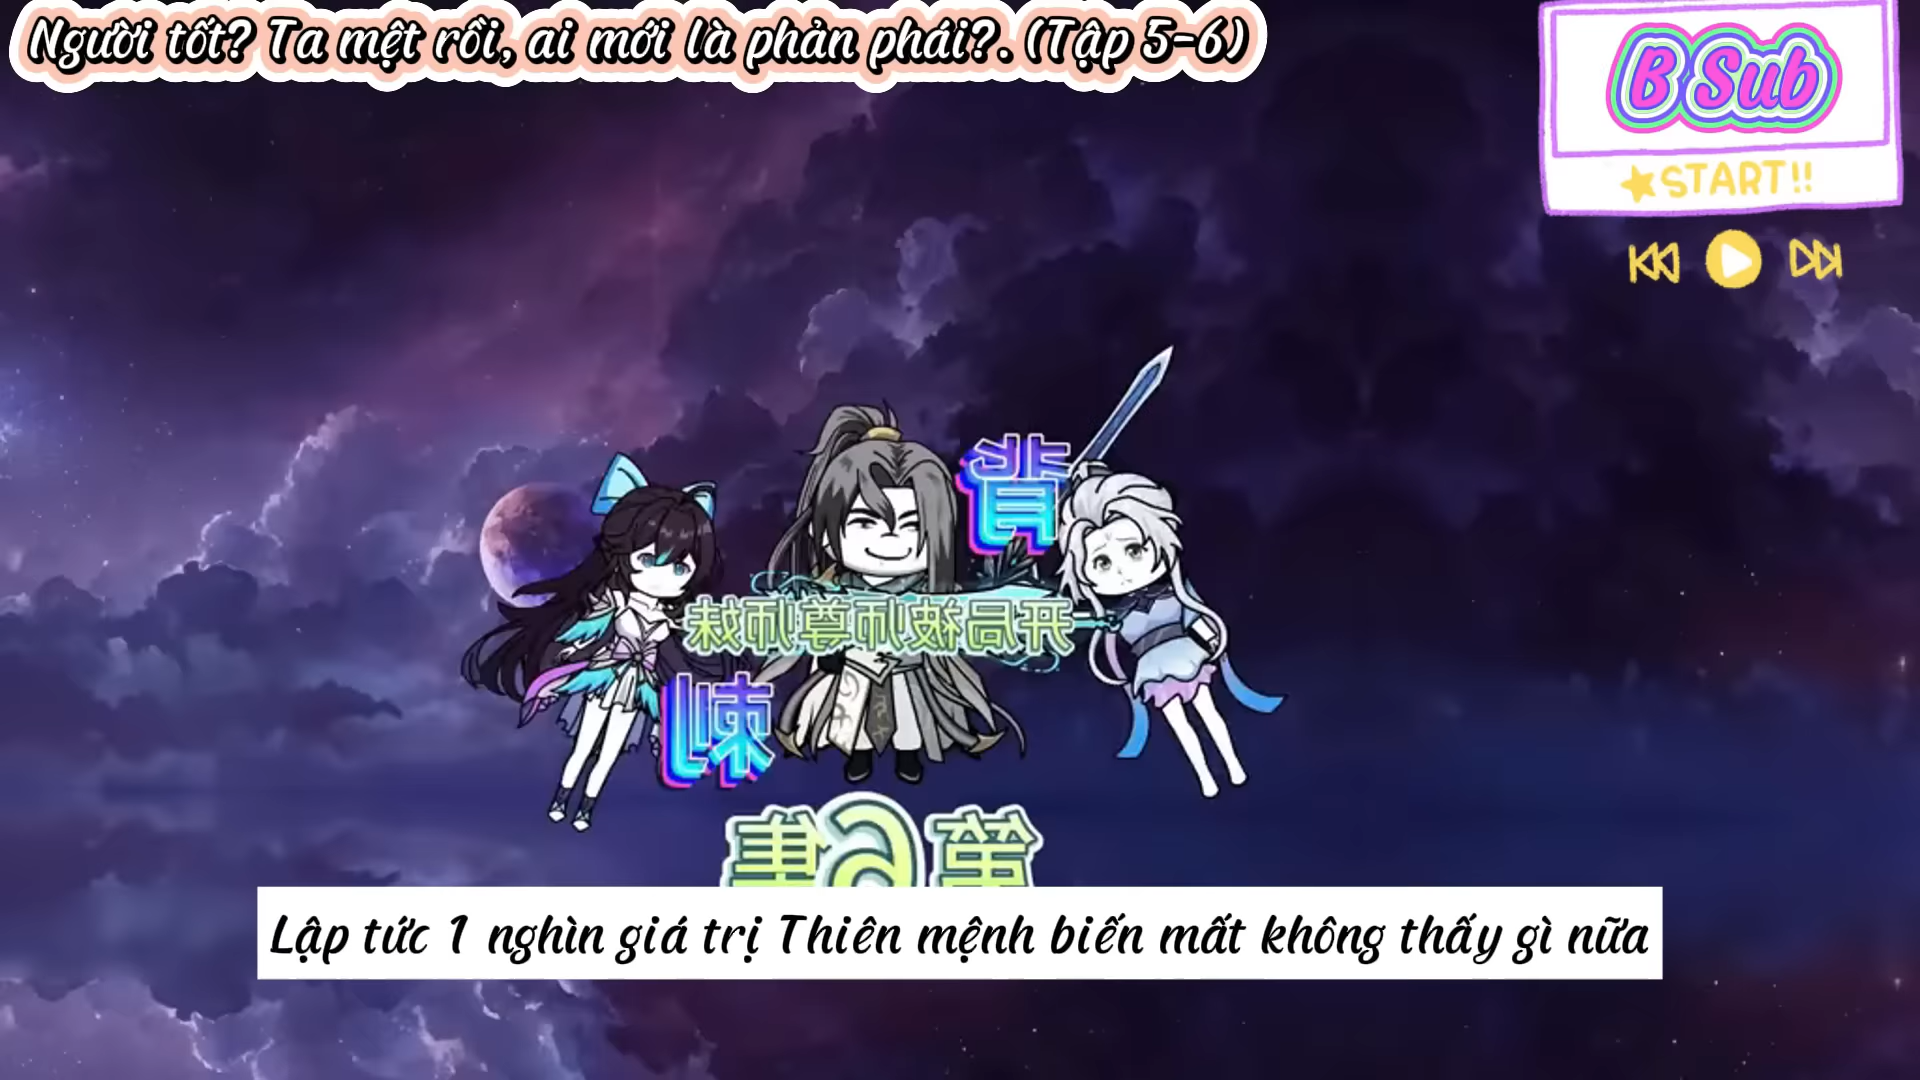 Người tốt? Ta mệt rồi, ai mới là phản phái?. (Tập 5-6)
B Sub
START!!
背
开局被师尊师妹
刺
第6集
Lập tức 1 nghìn giá trị Thiên mệnh biến mất không thấy gì nữa